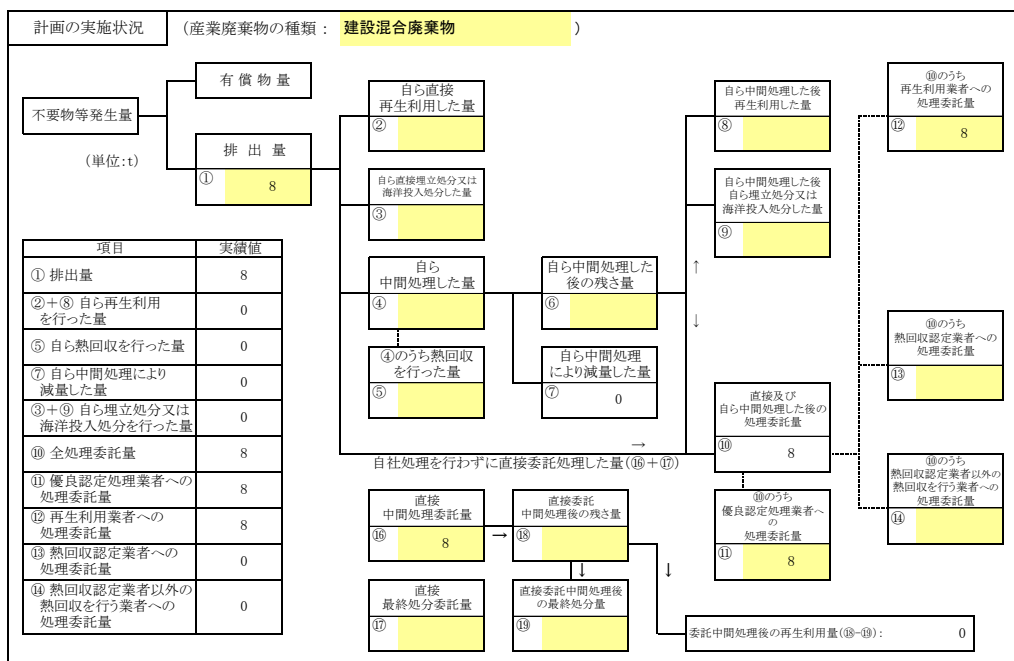 計画の実施状況
（産業廃棄物の種類： 建設混合廃棄物 ）
有償物量
不要物等発生量
（単位:t）
排出量
① 8
自ら直接
再生利用した量
②
自ら直接埋立処分又は
海洋投入処分した量
③
自ら
中間処理した量
④
④のうち熱回収
を行った量
⑤
自ら中間処理した
後の残さ量
⑥
自ら中間処理
により減量した量
⑦ 0
自ら中間処理した後
再生利用した量
⑧
自ら中間処理した後
自ら埋立処分又は
海洋投入処分した量
⑨
↑
↓
直接及び
自ら中間処理した後の
処理委託量
⑩ 8
⑩のうち
優良認定処理業者へ
の
処理委託量
⑪ 8
⑩のうち
再生利用業者への
処理委託量
⑫ 8
⑩のうち
熱回収認定業者への
処理委託量
⑬
⑩のうち
熱回収認定業者以外の
熱回収を行う業者への
処理委託量
⑭
→
自社処理を行わずに直接委託処理した量(⑯＋⑰)
直接
中間処理委託量
⑯ 8
→
直接委託
中間処理後の残さ量
⑱
↓
↓
↓
直接
最終処分委託量
⑰
直接委託中間処理後
の最終処分量
⑲
委託中間処理後の再生利用量(⑱-⑲)： 0
項目 実績値
① 排出量 8
②＋⑧ 自ら再生利用
を行った量 0
⑤ 自ら熱回収を行った量 0
⑦ 自ら中間処理により
減量した量 0
③＋⑨ 自ら埋立処分又は
海洋投入処分を行った量 0
⑩ 全処理委託量 8
⑪ 優良認定処理業者への
処理委託量 8
⑫ 再生利用業者への
処理委託量 8
⑬ 熱回収認定業者への
処理委託量 0
⑭ 熱回収認定業者以外の
熱回収を行う業者への
処理委託量 0